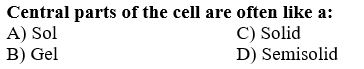 Central parts of the cell are often like a:
A) Sol C) Solid
B) Gel D) Semisolid